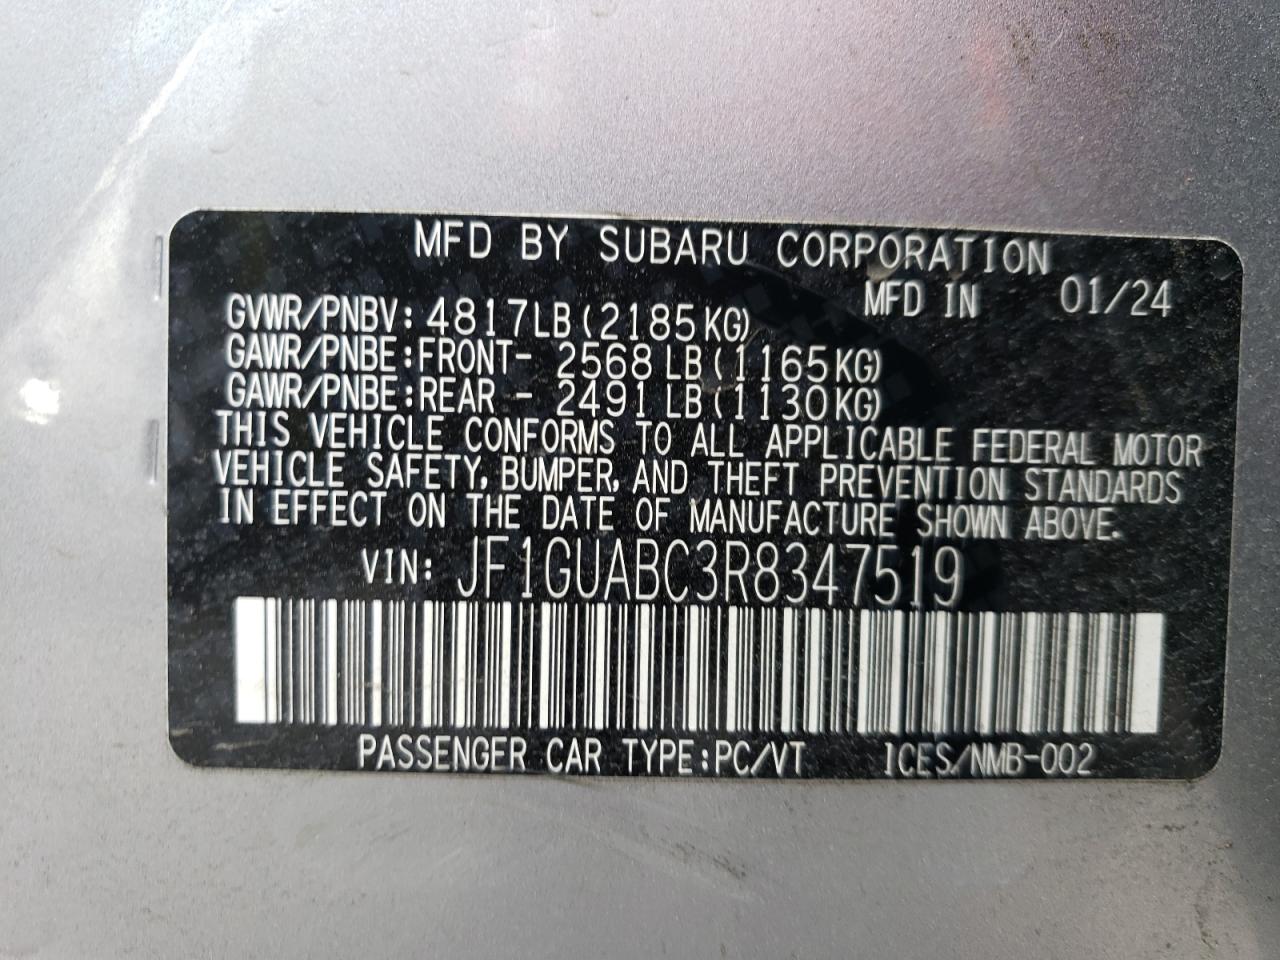 MFD BY SUBARU CORPORATION
MFD IN 01/24
GVWR/PNBV: 4817LB(2185KG)
GAWR/PNBE:FRONT- 2568 LB(1165KG)
GAWR/PNBE:REAR - 2491 LB(1130KG)
THIS VEHICLE CONFORMS TO ALL APPLICABLE FEDERAL MOTOR
VEHICLE SAFETY, BUMPER, AND THEFT PREVENTION STANDARDS
IN EFFECT ON THE DATE OF MANUFACTURE SHOWN ABOVE.
VIN: JF1GUABC3R8347519
PASSENGER CAR TYPE:PC/VT ICES/NMB-002